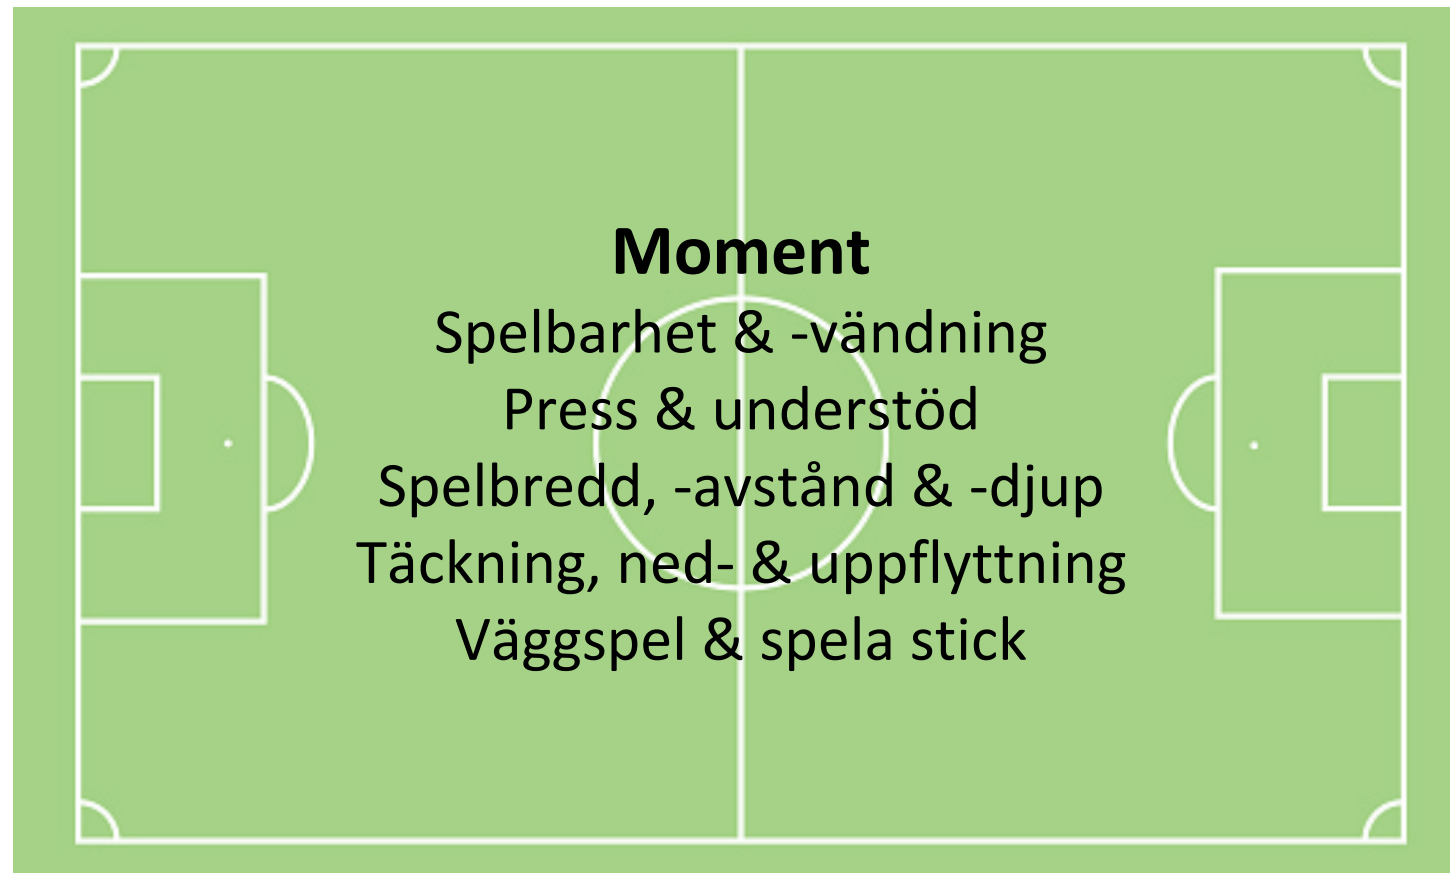 Moment
Spelbarhet & -vändning
Press & understöd
Spelbredd, -avstånd & -djup
Täckning, ned- & uppflyttning
Väggspel & spela stick